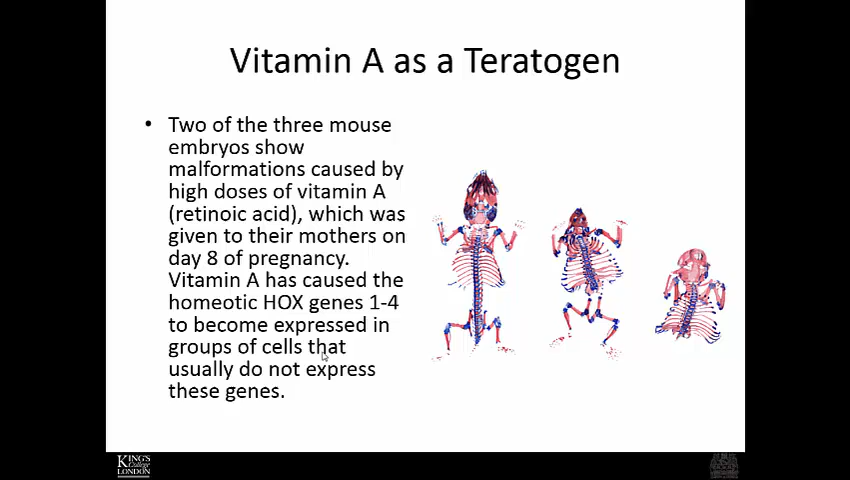 Vitamin A as a Teratogen
• Two of the three mouse
embryos show
malformations caused by
high doses of vitamin A
(retinoic acid), which was
given to their mothers on
day 8 of pregnancy.
Vitamin A has caused the
homeotic HOX genes 1-4
to become expressed in
groups of cells that
usually do not express
these genes.
KING'S
College
LONDON